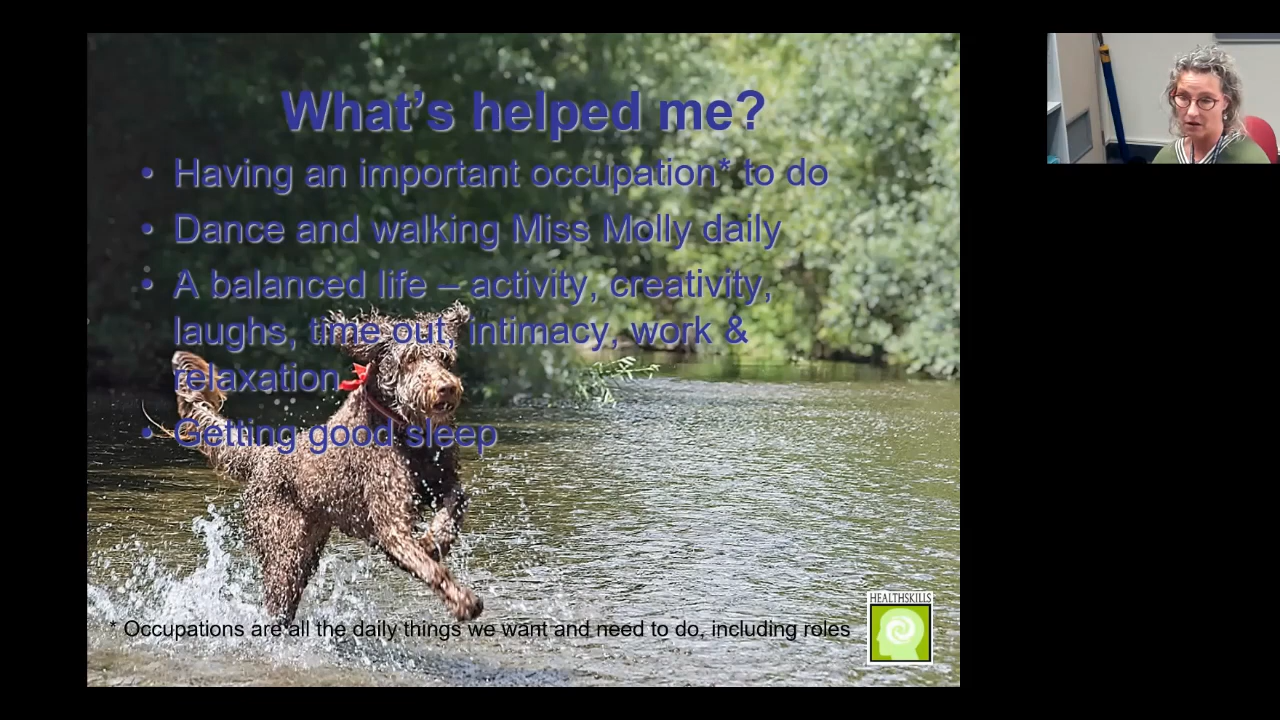 What's helped me?
• Having an important occupation* to do
• Dance and walking Miss Molly daily
• A balanced life – activity, creativity,
laughs, time out, intimacy, work &
relaxation
• Getting good sleep
* Occupations are all the daily things we want and need to do, including roles
HEALTHSKILLS